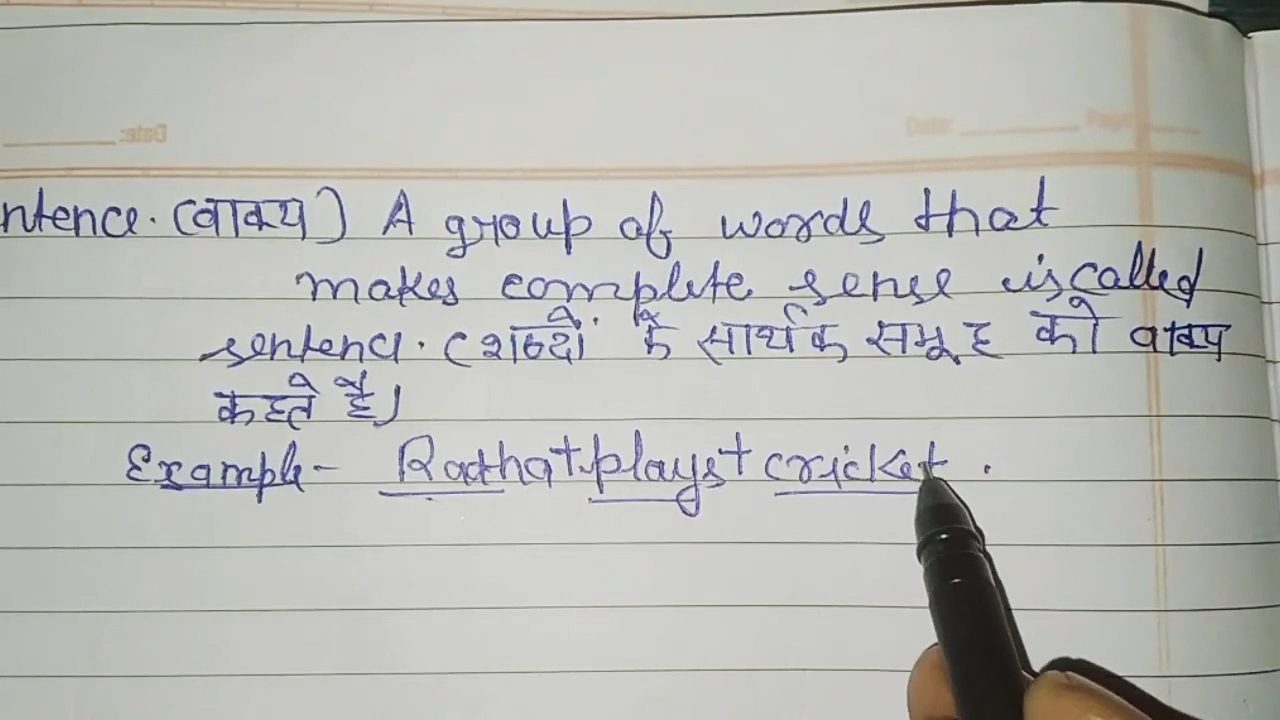 ntence. (वाक्य) A group of words that
makes complete sense is called
sentence. (शब्दों के सार्थक समूह को वाक्य
कहते है।)
Example - Radha + plays + cricket.